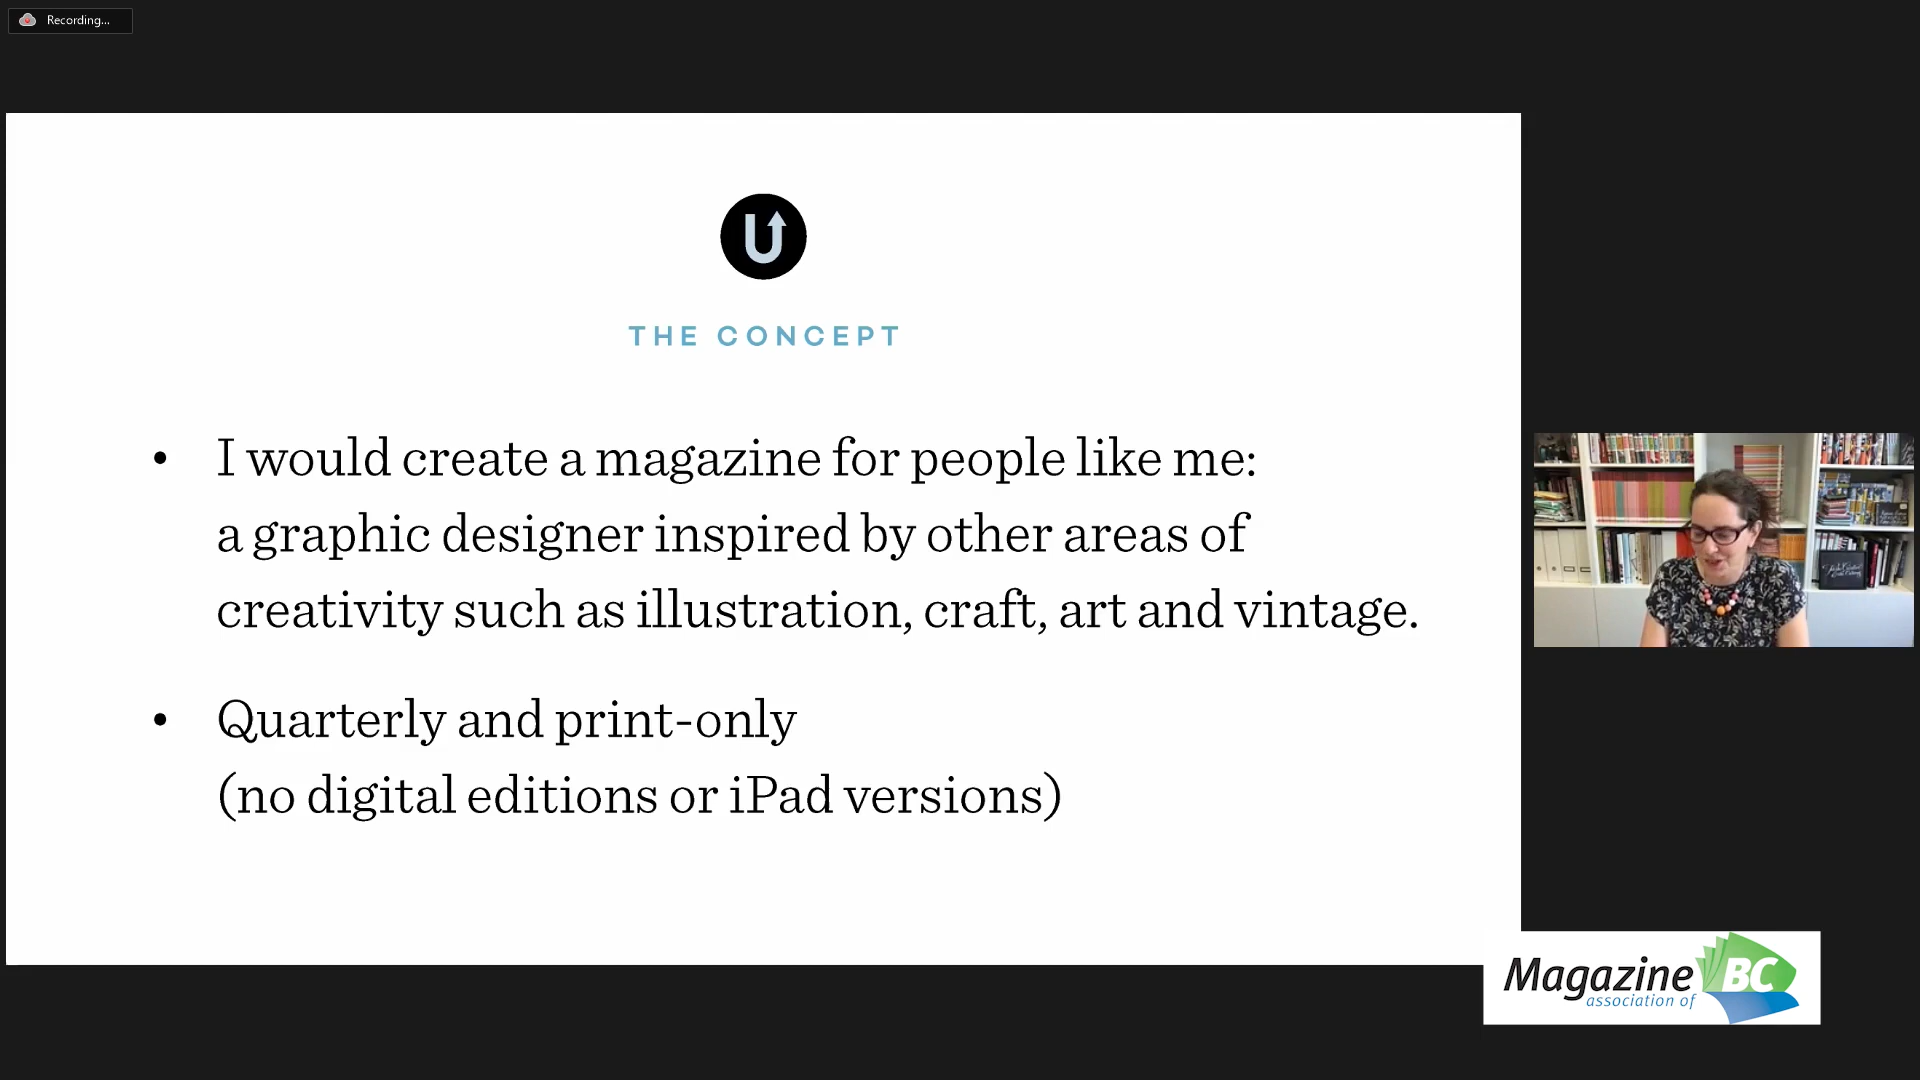 Recording...
U
THE CONCEPT
• I would create a magazine for people like me:
a graphic designer inspired by other areas of
creativity such as illustration, craft, art and vintage.
• Quarterly and print-only
(no digital editions or iPad versions)
Magazine BC
association of